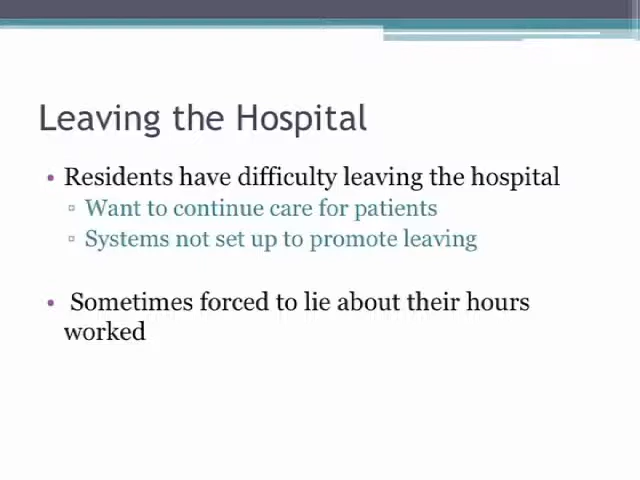 Leaving the Hospital
• Residents have difficulty leaving the hospital
▫ Want to continue care for patients
▫ Systems not set up to promote leaving
• Sometimes forced to lie about their hours
worked